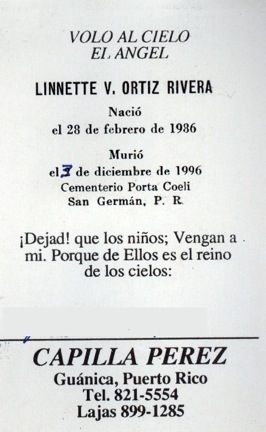 VOLO AL CIELO
EL ANGEL
LINNETTE V. ORTIZ RIVERA
Nació
el 28 de febrero de 1986
Murió
el 3 de diciembre de 1996
Cementerio Porta Coeli
San Germán, P. R.
¡Dejad! que los niños; Vengan a
mi. Porque de Ellos es el reino
de los cielos:
CAPILLA PEREZ
Guánica, Puerto Rico
Tel. 821-5554
Lajas 899-1285